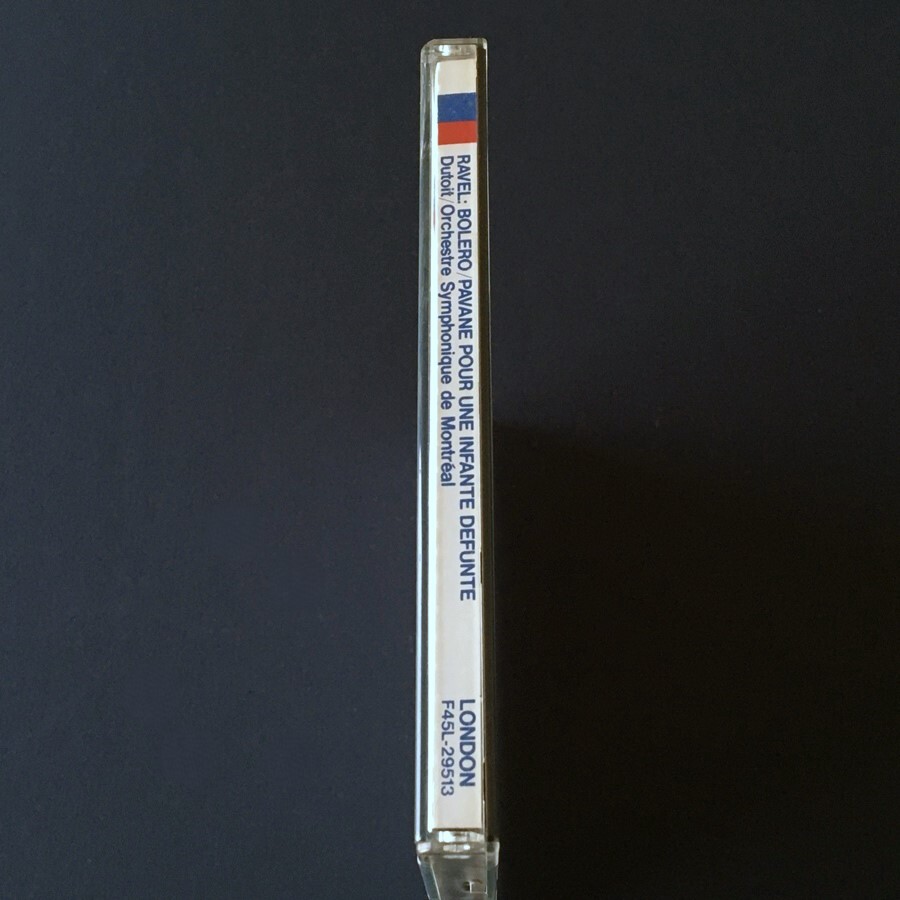 RAVEL: BOLERO/PAVANE POUR UNE INFANTE DEFUNTE
Dutoit/Orchestre Symphonique de Montréal
LONDON
F45L-29513